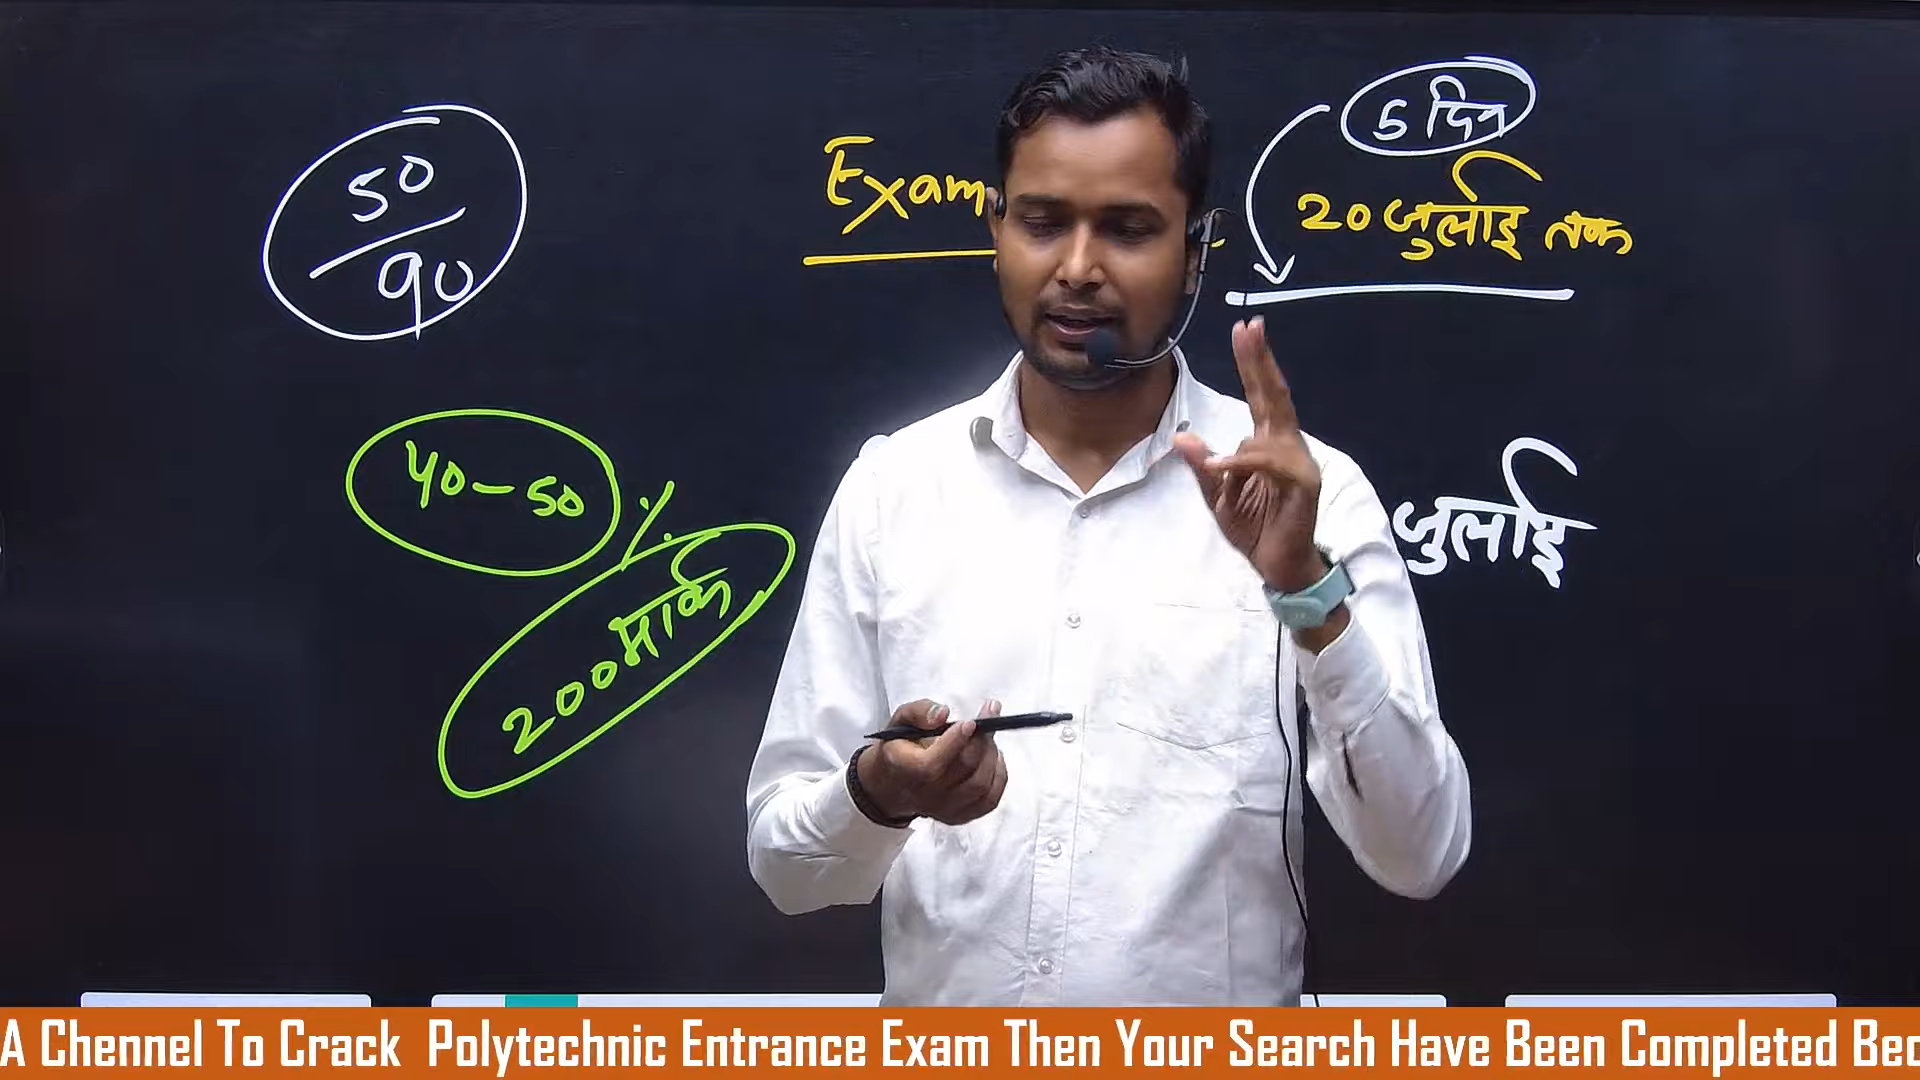 50
90
Exam
5 दिन
20 जुलाई तक
40-50%
200 मार्क
जुलाई
A Chennel To Crack Polytechnic Entrance Exam Then Your Search Have Been Completed Bec